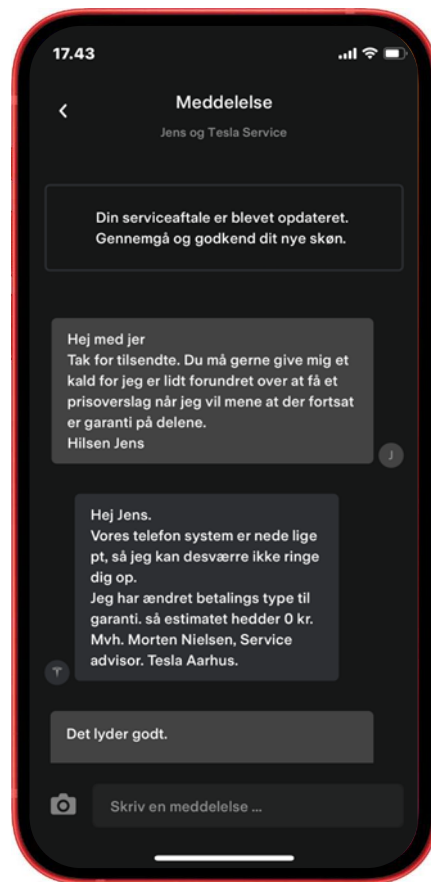 17.43
Meddelelse
Jens og Tesla Service
Din serviceaftale er blevet opdateret.
Gennemgå og godkend dit nye skøn.
Hej med jer
Tak for tilsendte. Du må gerne give mig et
kald for jeg er lidt forundret over at få et
prisoverslag når jeg vil mene at der fortsat
er garanti på delene.
Hilsen Jens
J
Hej Jens.
Vores telefon system er nede lige
pt, så jeg kan desværre ikke ringe
dig op.
Jeg har ændret betalings type til
garanti. så estimatet hedder 0 kr.
Mvh. Morten Nielsen, Service
advisor. Tesla Aarhus.
Det lyder godt.
Skriv en meddelelse ...